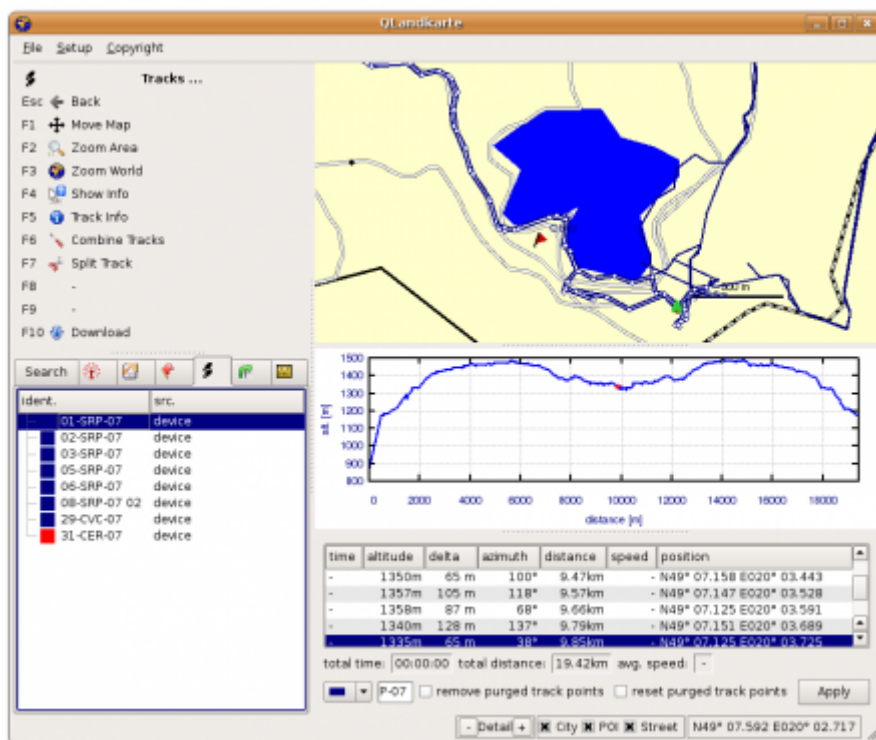 QLandkarte
File Setup Copyright
Tracks ...
Esc Back
F1 Move Map
F2 Zoom Area
F3 Zoom World
F4 Show Info
F5 Track Info
F6 Combine Tracks
F7 Split Track
F8 -
F9 -
F10 Download
Search
ident. src.
01-SRP-07 device
02-SRP-07 device
03-SRP-07 device
05-SRP-07 device
06-SRP-07 device
08-SRP-07 02 device
29-CVC-07 device
31-CER-07 device
1500
1400
1300
1200
1100
1000
900
800
alt. [m]
0 2000 4000 6000 8000 10000 12000 14000 16000 18000
distance [m]
time altitude delta azimuth distance speed position
- 1350m 65 m 100° 9.47km - N49° 07.158 E020° 03.443
- 1357m 105 m 118° 9.57km - N49° 07.147 E020° 03.528
- 1358m 87 m 68° 9.66km - N49° 07.125 E020° 03.591
- 1340m 128 m 137° 9.79km - N49° 07.151 E020° 03.689
- 1335m 65 m 38° 9.85km - N49° 07.125 E020° 03.725
total time: 00:00:00 total distance: 19.42km avg. speed: -
P-07 remove purged track points reset purged track points Apply
- Detail + City POI Street N49° 07.592 E020° 02.717